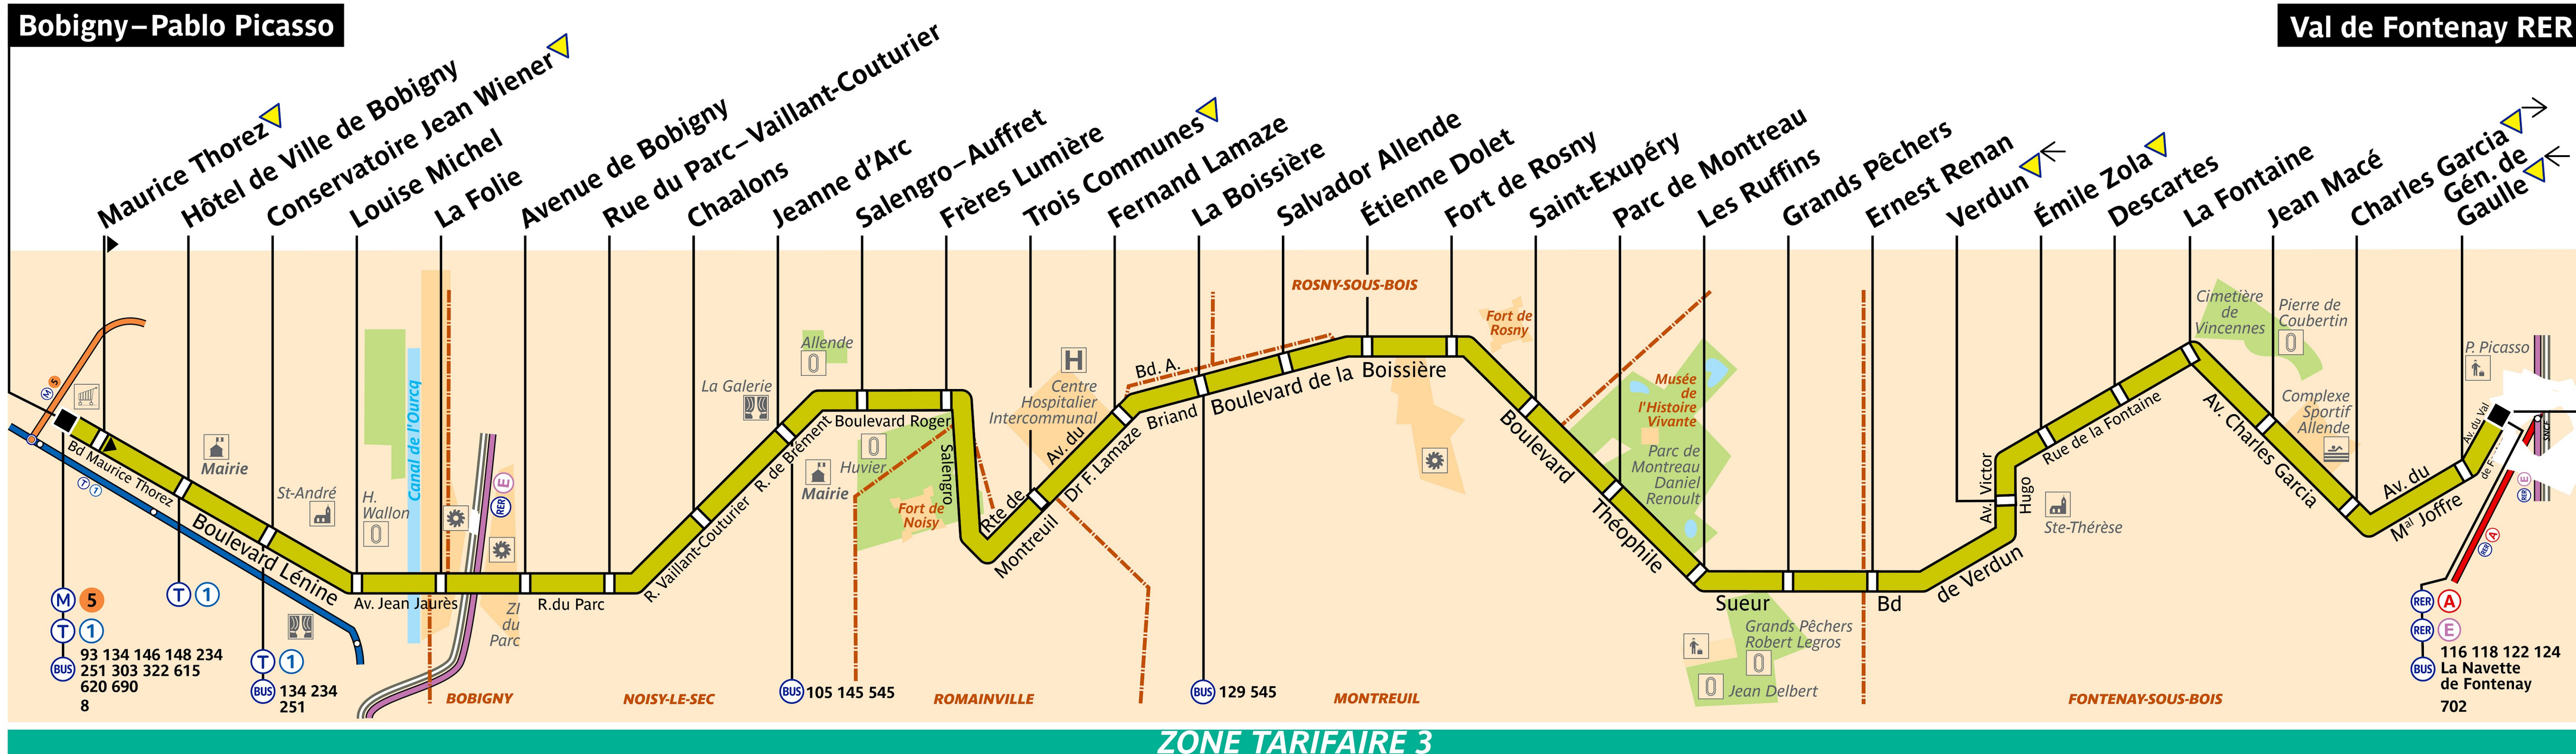 Bobigny–Pablo Picasso
Val de Fontenay RER
Maurice Thorez
Hôtel de Ville de Bobigny
Conservatoire Jean Wiener
Louise Michel
La Folie
Avenue de Bobigny
Rue du Parc–Vaillant-Couturier
Chaalons
Jeanne d'Arc
Salengro–Auffret
Frères Lumière
Trois Communes
Fernand Lamaze
La Boissière
Salvador Allende
Étienne Dolet
Fort de Rosny
Saint-Exupéry
Parc de Montreau
Les Ruffins
Grands Pêchers
Ernest Renan
Verdun
Émile Zola
Descartes
La Fontaine
Jean Macé
Charles Garcia
Gén. de
Gaulle
M 5
T 1
Bd Maurice Thorez
Mairie
Boulevard Lénine
St-André
H.
Wallon
Canal de l'Ourcq
RER E
Av. Jean Jaurès
ZI
du
Parc
R.du Parc
R. Vaillant-Couturier
R. de Brément
La Galerie
Allende
Boulevard Roger
Salengro
Huvier
Mairie
Fort de
Noisy
Rte de
Montreuil
H
Centre
Hospitalier
Intercommunal
Av. du
Dr F. Lamaze
Bd. A.
Briand
Boulevard de la
Boissière
ROSNY-SOUS-BOIS
Fort de
Rosny
Boulevard
Théophile
Sueur
Musée
de
l'Histoire
Vivante
Parc de
Montreau
Daniel
Renoult
Grands Pêchers
Robert Legros
Jean Delbert
Bd
de Verdun
Av. Victor
Hugo
Ste-Thérèse
Rue de la Fontaine
Cimetière
de
Vincennes
Pierre de
Coubertin
Complexe
Sportif
Allende
Av. Charles Garcia
Av. du
Mal Joffre
P. Picasso
Av. du Val
SNCF
RER E
RER A
M 5
T 1
BUS 93 134 146 148 234
251 303 322 615
620 690
8
T 1
T 1
BUS 134 234
251
BUS 105 145 545
BUS 129 545
RER A
RER E
BUS 116 118 122 124
La Navette
de Fontenay
702
BOBIGNY
NOISY-LE-SEC
ROMAINVILLE
MONTREUIL
FONTENAY-SOUS-BOIS
ZONE TARIFAIRE 3